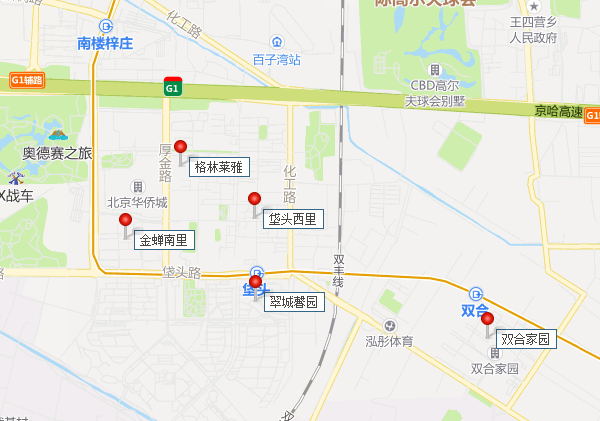 化工路
陈高尔夫球会
王四营乡
人民政府
南楼梓庄
百子湾站
G1辅路
G1
CBD高尔
夫球会别墅
京哈高速
奥德赛之旅
厚金路
格林莱雅
化工路
X战车
北京华侨城
垡头西里
金蝉南里
双丰线
垡头路
垡头
翠城馨园
双合
双合家园
泓彤体育
双合家园